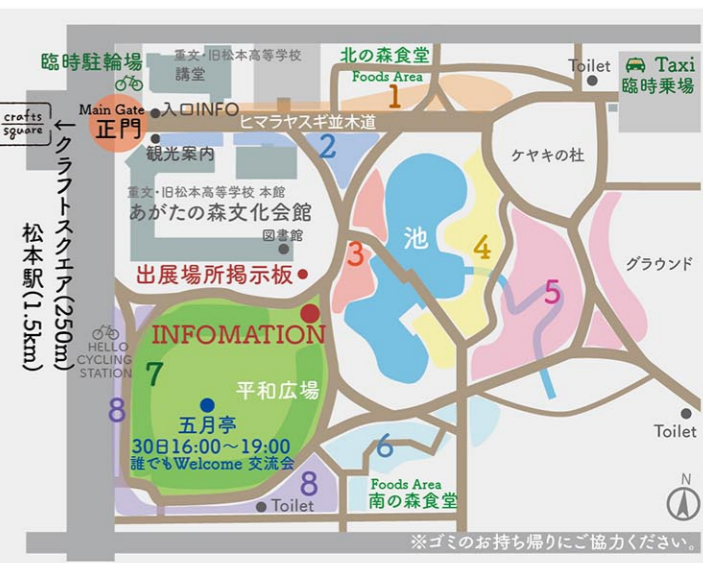 臨時駐輪場
重文・旧松本高等学校
講堂
北の森食堂
Foods Area
1
Toilet
Taxi
臨時乗場
crafts
square
Main Gate
正門
入口INFO
ヒマラヤスギ並木道
観光案内
2
ケヤキの杜
←クラフトスクエア(250m)
松本駅(1.5km)
重文・旧松本高等学校 本館
あがたの森文化会館
図書館
池
3
4
5
グラウンド
出展場所掲示板
INFOMATION
HELLO
CYCLING
STATION
7
平和広場
8
五月亭
30日16:00～19:00
誰でもWelcome 交流会
6
Toilet
8
Toilet
Foods Area
南の森食堂
N
※ゴミのお持ち帰りにご協力ください。